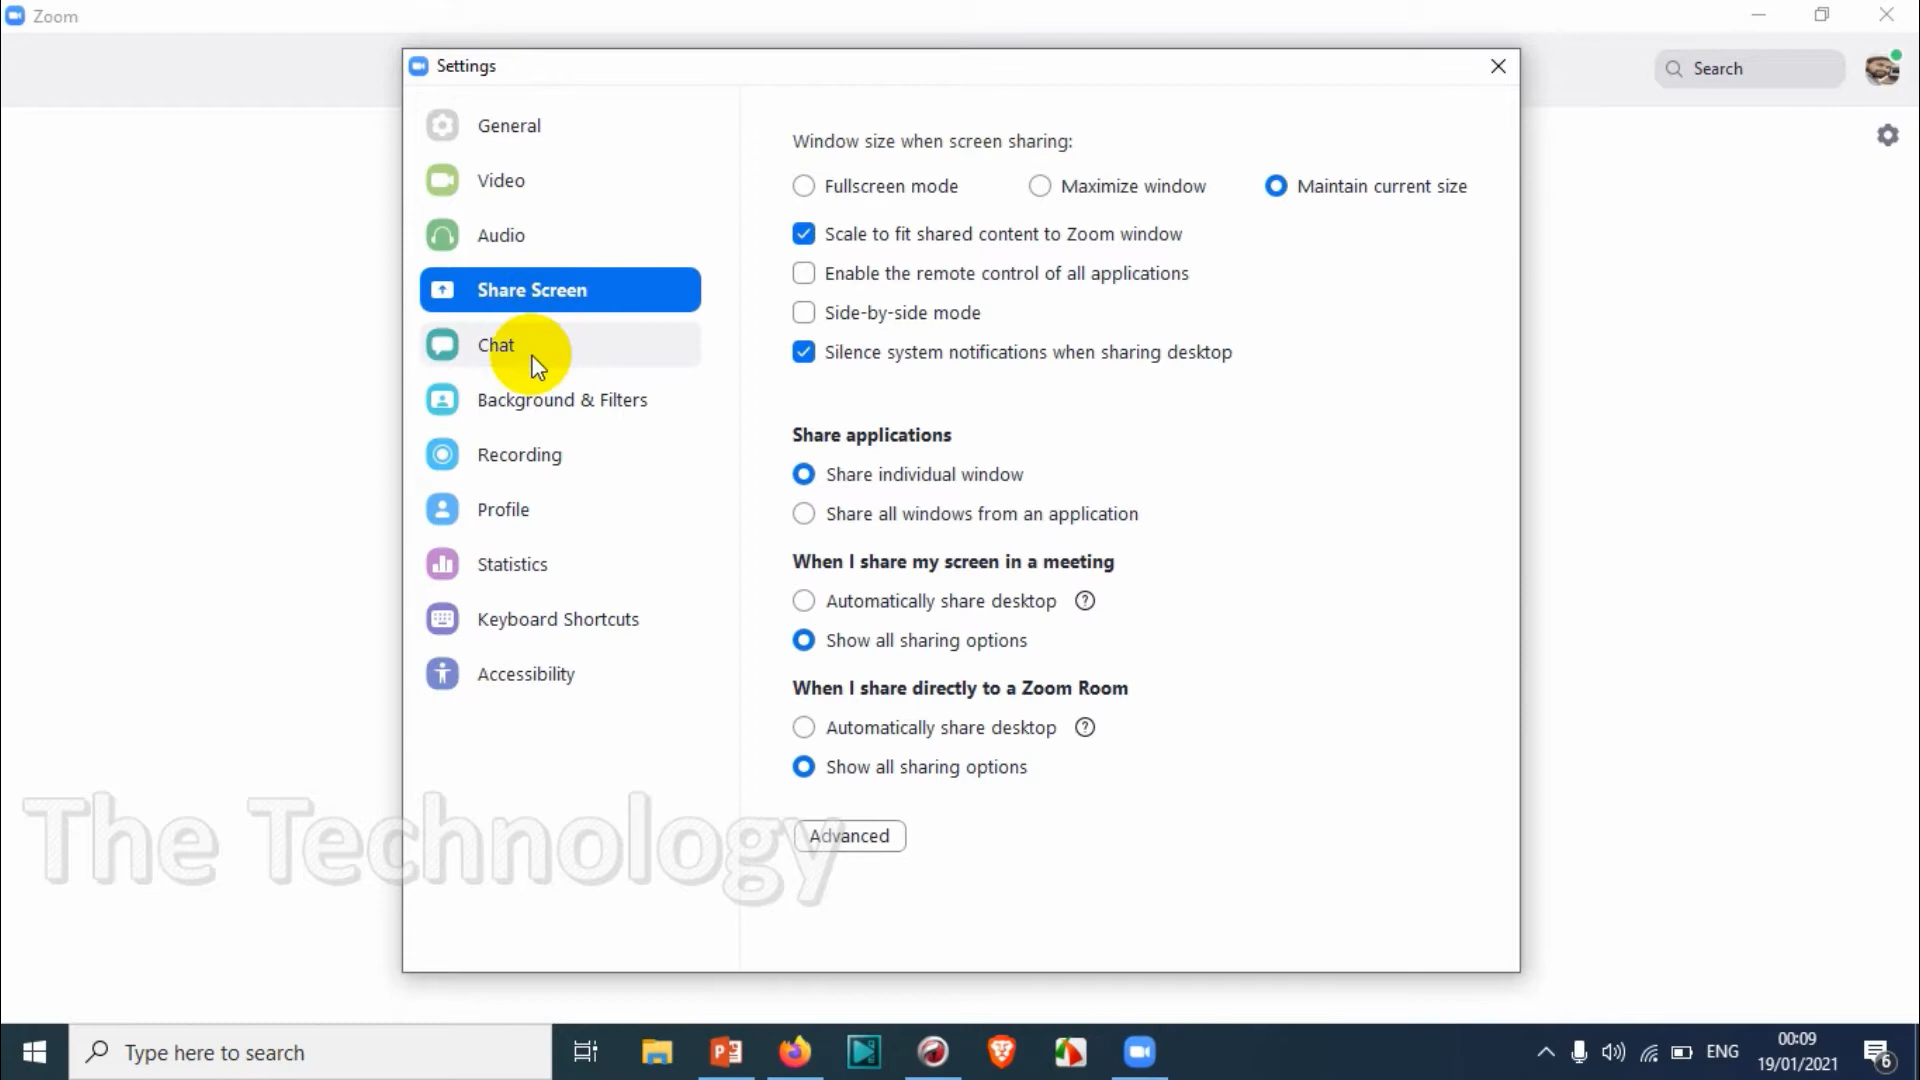 Zoom
Settings
Search
General
Video
Audio
Share Screen
Chat
Background & Filters
Recording
Profile
Statistics
Keyboard Shortcuts
Accessibility
Window size when screen sharing:
Fullscreen mode Maximize window Maintain current size
Scale to fit shared content to Zoom window
Enable the remote control of all applications
Side-by-side mode
Silence system notifications when sharing desktop
Share applications
Share individual window
Share all windows from an application
When I share my screen in a meeting
Automatically share desktop ?
Show all sharing options
When I share directly to a Zoom Room
Automatically share desktop ?
Show all sharing options
Advanced
The Technology
Type here to search
ENG
00:09
19/01/2021
6